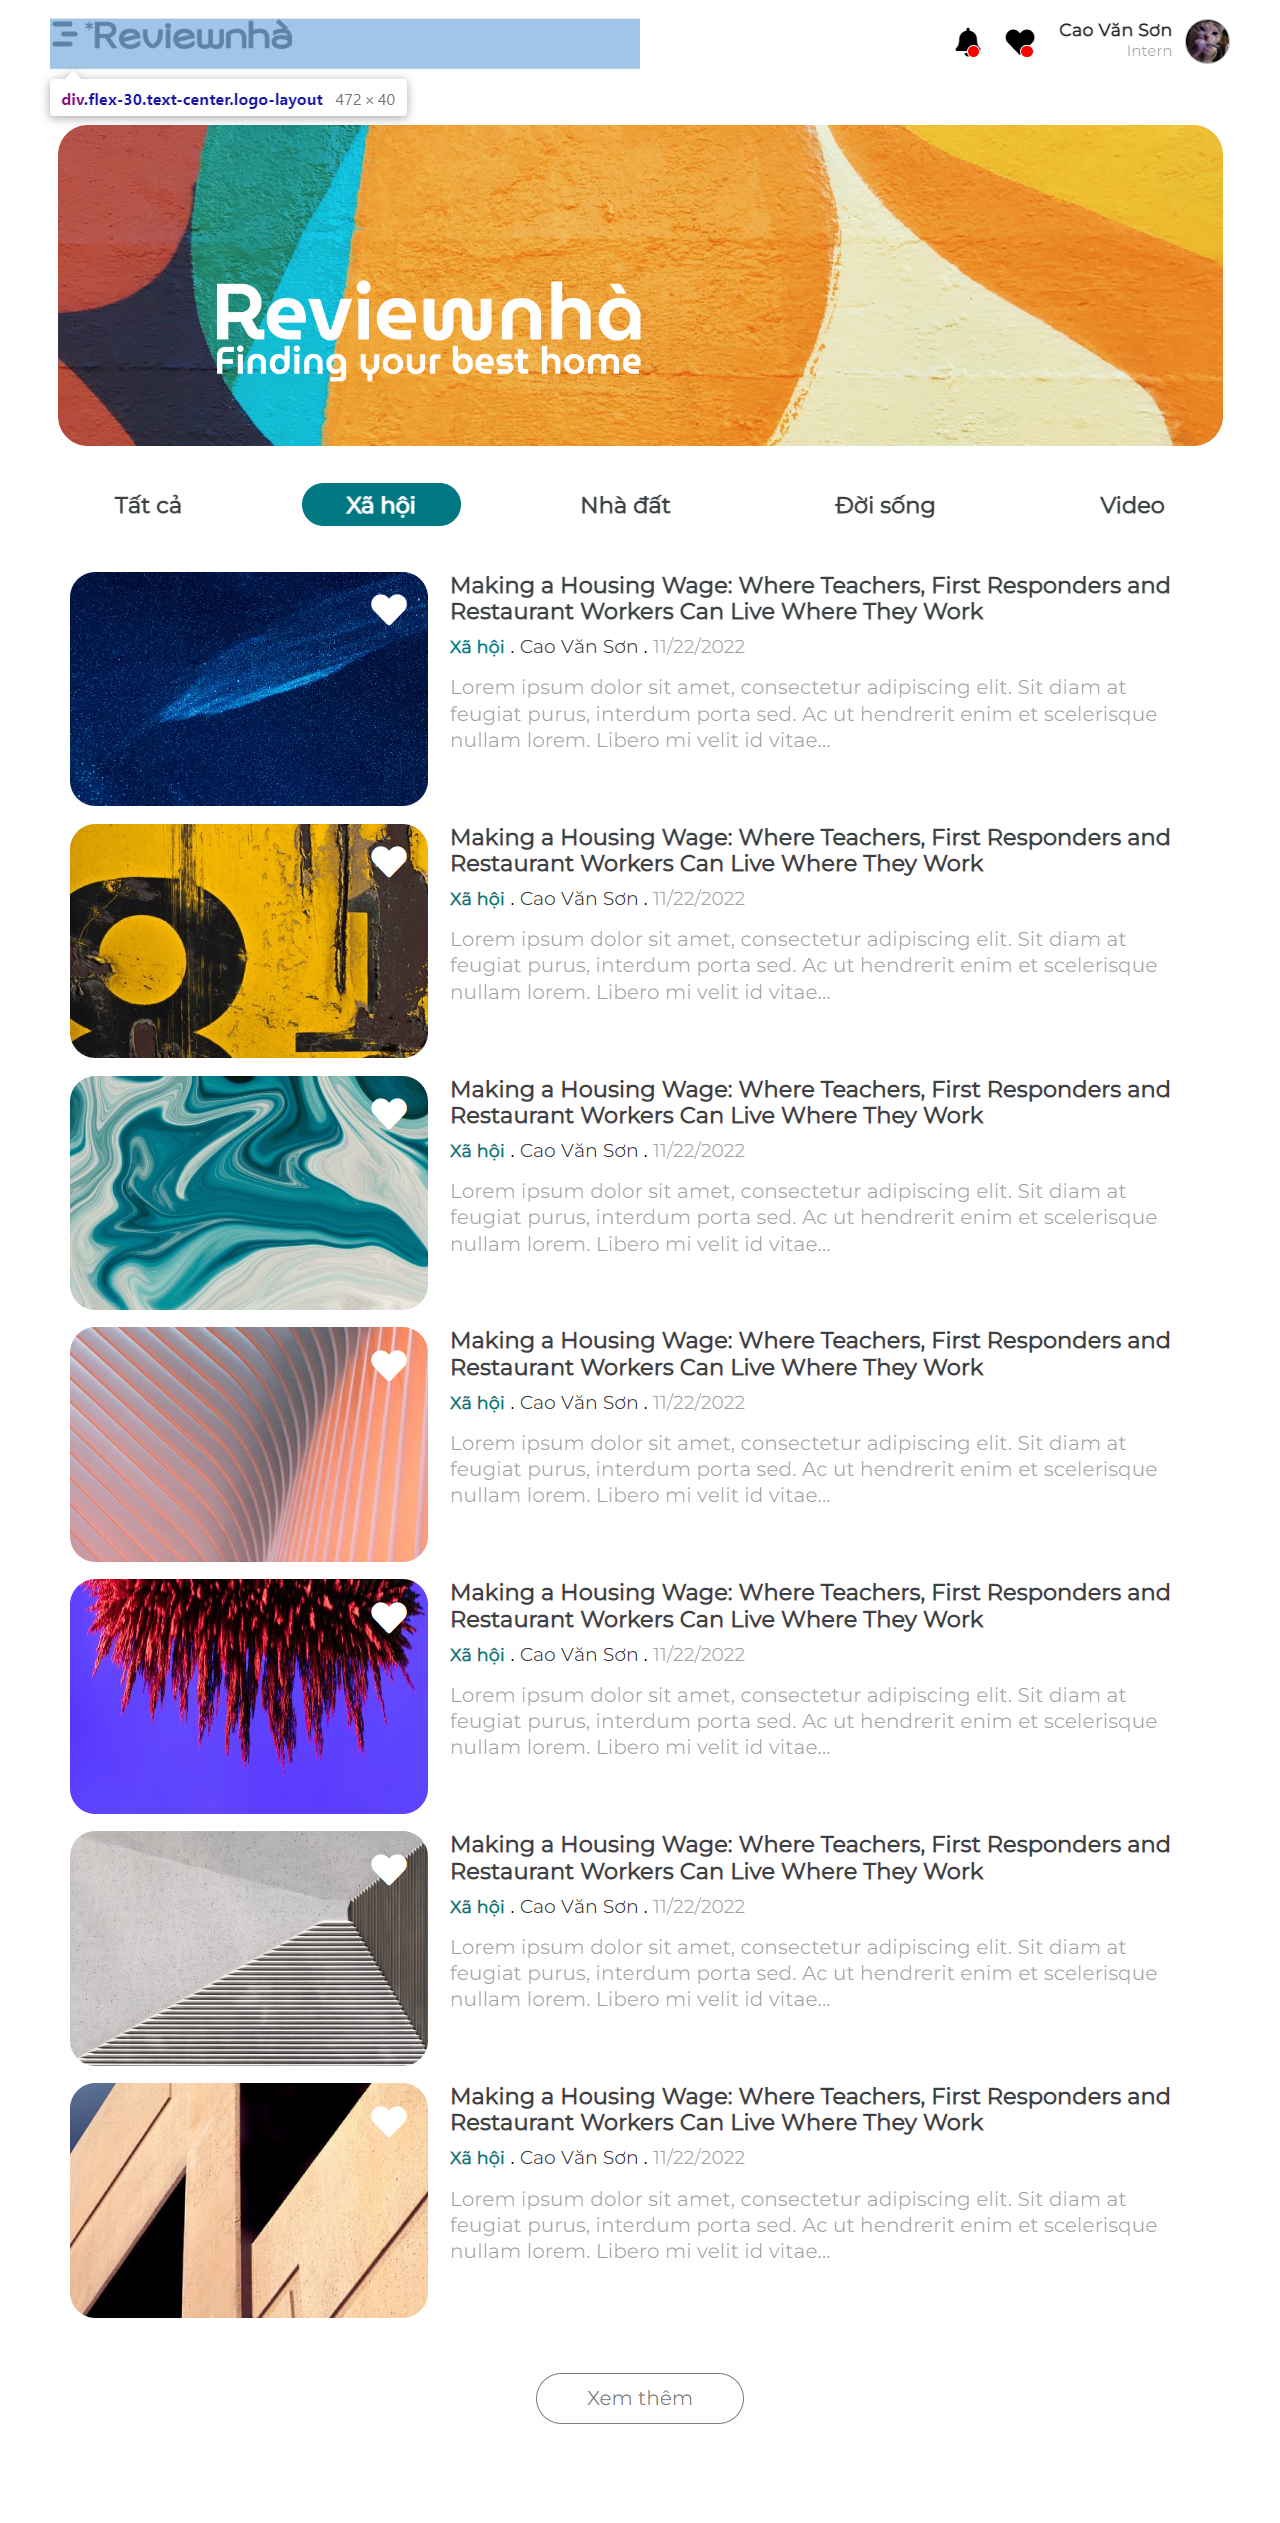 *Reviewnhà
Cao Văn Sơn
Intern
div.flex-30.text-center.logo-layout 472 × 40
Reviewnhà
Finding your best home
Tất cả
Xã hội
Nhà đất
Đời sống
Video
Making a Housing Wage: Where Teachers, First Responders and
Restaurant Workers Can Live Where They Work
Xã hội . Cao Văn Sơn . 11/22/2022
Lorem ipsum dolor sit amet, consectetur adipiscing elit. Sit diam at
feugiat purus, interdum porta sed. Ac ut hendrerit enim et scelerisque
nullam lorem. Libero mi velit id vitae...
Making a Housing Wage: Where Teachers, First Responders and
Restaurant Workers Can Live Where They Work
Xã hội . Cao Văn Sơn . 11/22/2022
Lorem ipsum dolor sit amet, consectetur adipiscing elit. Sit diam at
feugiat purus, interdum porta sed. Ac ut hendrerit enim et scelerisque
nullam lorem. Libero mi velit id vitae...
Making a Housing Wage: Where Teachers, First Responders and
Restaurant Workers Can Live Where They Work
Xã hội . Cao Văn Sơn . 11/22/2022
Lorem ipsum dolor sit amet, consectetur adipiscing elit. Sit diam at
feugiat purus, interdum porta sed. Ac ut hendrerit enim et scelerisque
nullam lorem. Libero mi velit id vitae...
Making a Housing Wage: Where Teachers, First Responders and
Restaurant Workers Can Live Where They Work
Xã hội . Cao Văn Sơn . 11/22/2022
Lorem ipsum dolor sit amet, consectetur adipiscing elit. Sit diam at
feugiat purus, interdum porta sed. Ac ut hendrerit enim et scelerisque
nullam lorem. Libero mi velit id vitae...
Making a Housing Wage: Where Teachers, First Responders and
Restaurant Workers Can Live Where They Work
Xã hội . Cao Văn Sơn . 11/22/2022
Lorem ipsum dolor sit amet, consectetur adipiscing elit. Sit diam at
feugiat purus, interdum porta sed. Ac ut hendrerit enim et scelerisque
nullam lorem. Libero mi velit id vitae...
Making a Housing Wage: Where Teachers, First Responders and
Restaurant Workers Can Live Where They Work
Xã hội . Cao Văn Sơn . 11/22/2022
Lorem ipsum dolor sit amet, consectetur adipiscing elit. Sit diam at
feugiat purus, interdum porta sed. Ac ut hendrerit enim et scelerisque
nullam lorem. Libero mi velit id vitae...
Making a Housing Wage: Where Teachers, First Responders and
Restaurant Workers Can Live Where They Work
Xã hội . Cao Văn Sơn . 11/22/2022
Lorem ipsum dolor sit amet, consectetur adipiscing elit. Sit diam at
feugiat purus, interdum porta sed. Ac ut hendrerit enim et scelerisque
nullam lorem. Libero mi velit id vitae...
Xem thêm